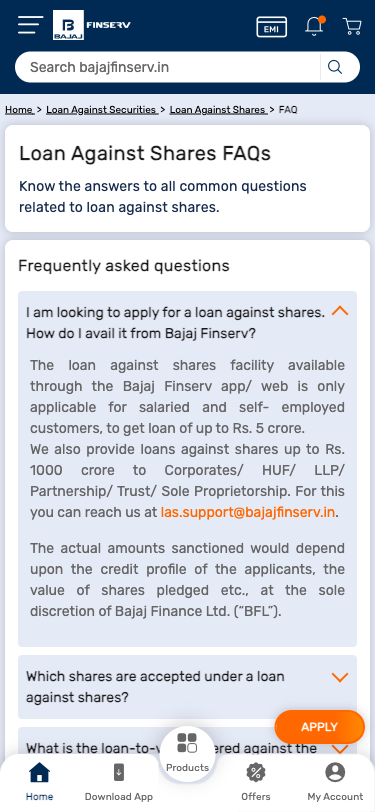 BAJAJ
FINSERV
EMI
Search bajajfinserv.in
Home > Loan Against Securities > Loan Against Shares > FAQ
Loan Against Shares FAQs
Know the answers to all common questions
related to loan against shares.
Frequently asked questions
I am looking to apply for a loan against shares.
How do I avail it from Bajaj Finserv?
The loan against shares facility available
through the Bajaj Finserv app/ web is only
applicable for salaried and self- employed
customers, to get loan of up to Rs. 5 crore.
We also provide loans against shares up to Rs.
1000 crore to Corporates/ HUF/ LLP/
Partnership/ Trust/ Sole Proprietorship. For this
you can reach us at las.support@bajajfinserv.in.
The actual amounts sanctioned would depend
upon the credit profile of the applicants, the
value of shares pledged etc., at the sole
discretion of Bajaj Finance Ltd. (“BFL”).
Which shares are accepted under a loan
against shares?
APPLY
What is the loan-to-v ered against the
Products
Home
Download App
Offers
My Account